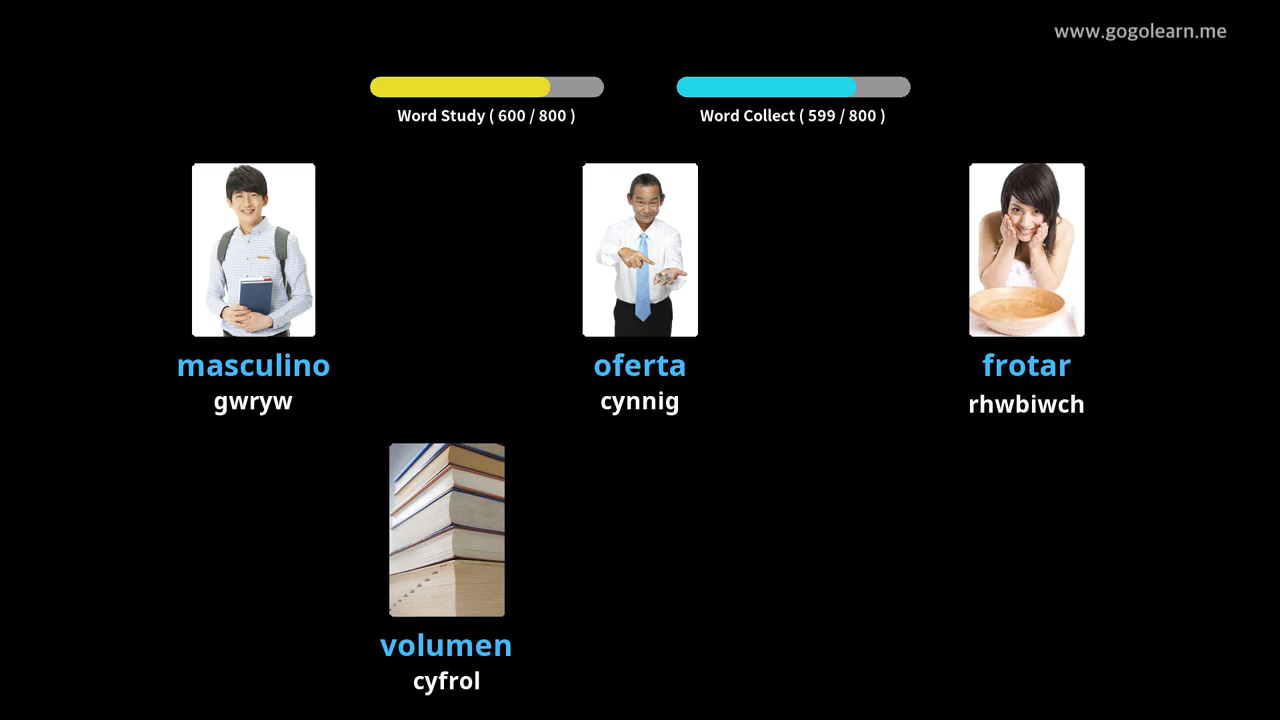 www.gogolearn.me
Word Study ( 600 / 800 )
Word Collect ( 599 / 800 )
masculino
gwryw
oferta
cynnig
frotar
rhwbiwch
volumen
cyfrol